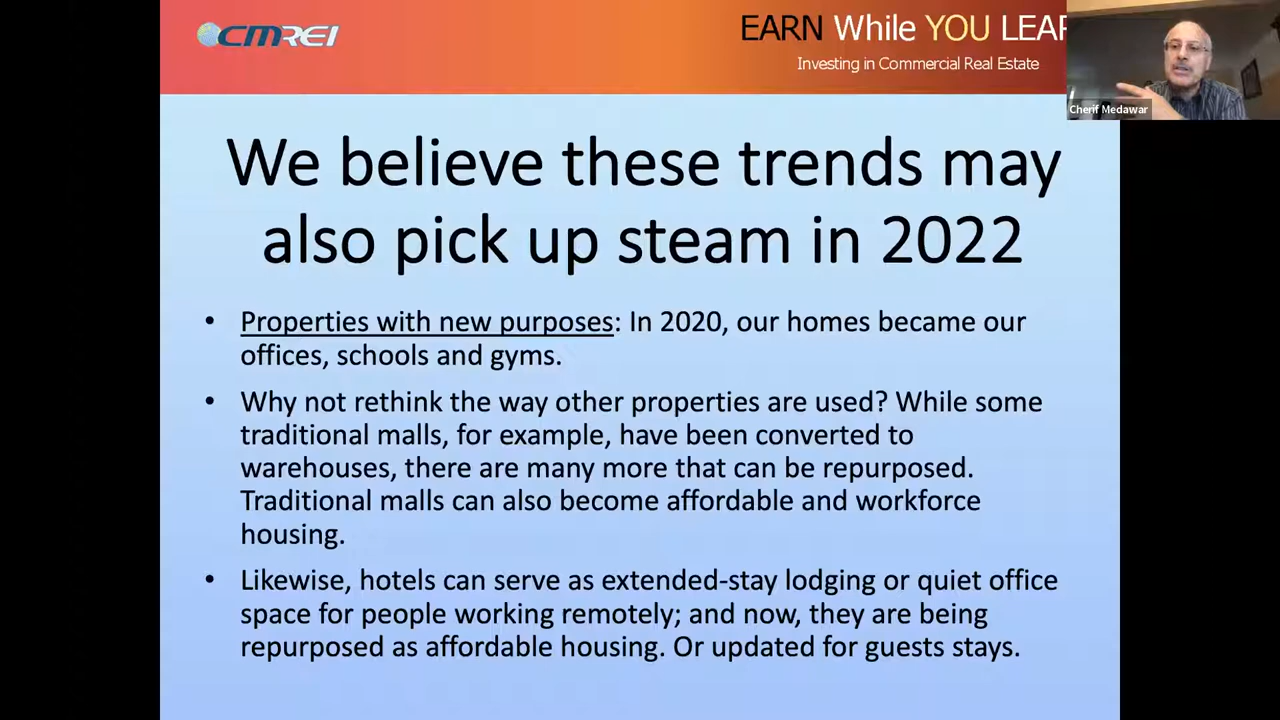 CMREI
EARN While YOU LEAR
Investing in Commercial Real Estate
Cherif Medawar
We believe these trends may
also pick up steam in 2022
• Properties with new purposes: In 2020, our homes became our
offices, schools and gyms.
• Why not rethink the way other properties are used? While some
traditional malls, for example, have been converted to
warehouses, there are many more that can be repurposed.
Traditional malls can also become affordable and workforce
housing.
• Likewise, hotels can serve as extended-stay lodging or quiet office
space for people working remotely; and now, they are being
repurposed as affordable housing. Or updated for guests stays.